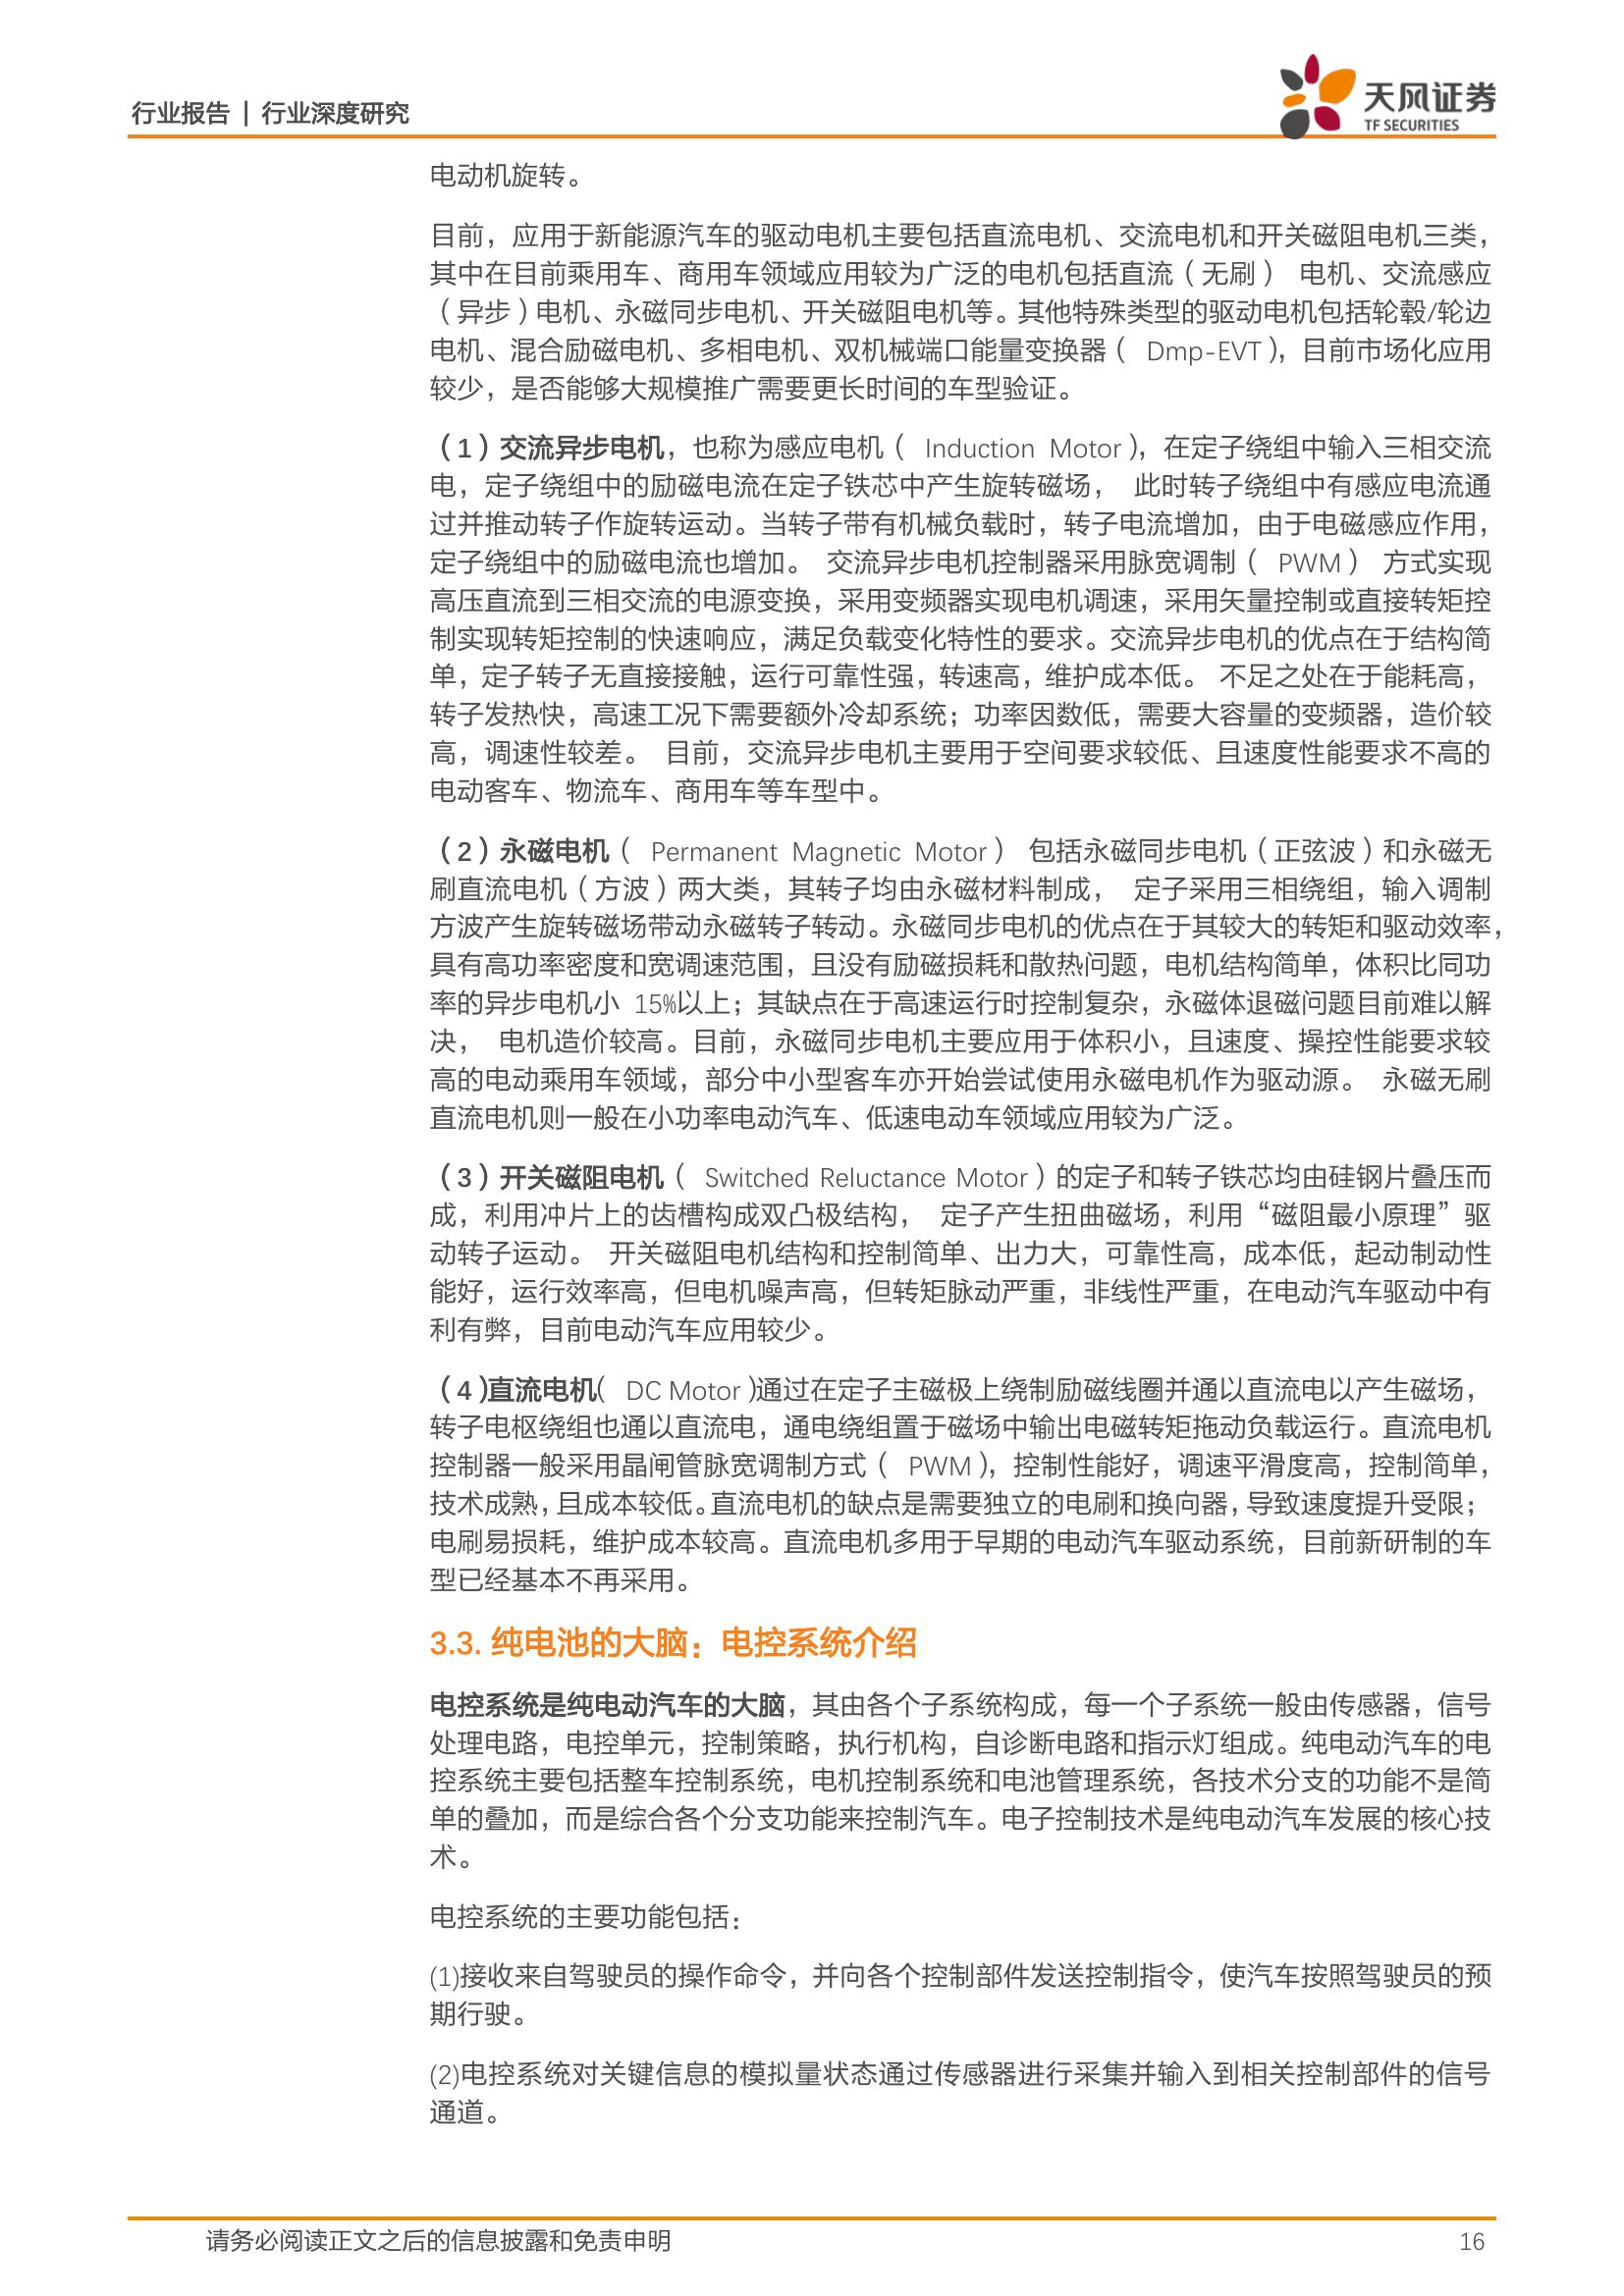 行业报告 | 行业深度研究
天风证券
TF SECURITIES
电动机旋转。
目前，应用于新能源汽车的驱动电机主要包括直流电机、交流电机和开关磁阻电机三类，
其中在目前乘用车、商用车领域应用较为广泛的电机包括直流（无刷） 电机、交流感应
（异步）电机、永磁同步电机、开关磁阻电机等。其他特殊类型的驱动电机包括轮毂/轮边
电机、混合励磁电机、多相电机、双机械端口能量变换器（ Dmp-EVT），目前市场化应用
较少，是否能够大规模推广需要更长时间的车型验证。
（1）交流异步电机，也称为感应电机（ Induction Motor），在定子绕组中输入三相交流
电，定子绕组中的励磁电流在定子铁芯中产生旋转磁场， 此时转子绕组中有感应电流通
过并推动转子作旋转运动。当转子带有机械负载时，转子电流增加，由于电磁感应作用，
定子绕组中的励磁电流也增加。 交流异步电机控制器采用脉宽调制（ PWM） 方式实现
高压直流到三相交流的电源变换，采用变频器实现电机调速，采用矢量控制或直接转矩控
制实现转矩控制的快速响应，满足负载变化特性的要求。交流异步电机的优点在于结构简
单，定子转子无直接接触，运行可靠性强，转速高，维护成本低。 不足之处在于能耗高，
转子发热快，高速工况下需要额外冷却系统；功率因数低，需要大容量的变频器，造价较
高，调速性较差。 目前，交流异步电机主要用于空间要求较低、且速度性能要求不高的
电动客车、物流车、商用车等车型中。
（2）永磁电机（ Permanent Magnetic Motor） 包括永磁同步电机（正弦波）和永磁无
刷直流电机（方波）两大类，其转子均由永磁材料制成， 定子采用三相绕组，输入调制
方波产生旋转磁场带动永磁转子转动。永磁同步电机的优点在于其较大的转矩和驱动效率，
具有高功率密度和宽调速范围，且没有励磁损耗和散热问题，电机结构简单，体积比同功
率的异步电机小 15%以上；其缺点在于高速运行时控制复杂，永磁体退磁问题目前难以解
决， 电机造价较高。目前，永磁同步电机主要应用于体积小，且速度、操控性能要求较
高的电动乘用车领域，部分中小型客车亦开始尝试使用永磁电机作为驱动源。 永磁无刷
直流电机则一般在小功率电动汽车、低速电动车领域应用较为广泛。
（3）开关磁阻电机（ Switched Reluctance Motor）的定子和转子铁芯均由硅钢片叠压而
成，利用冲片上的齿槽构成双凸极结构， 定子产生扭曲磁场，利用“磁阻最小原理”驱
动转子运动。 开关磁阻电机结构和控制简单、出力大，可靠性高，成本低，起动制动性
能好，运行效率高，但电机噪声高，但转矩脉动严重，非线性严重，在电动汽车驱动中有
利有弊，目前电动汽车应用较少。
（4）直流电机（ DC Motor）通过在定子主磁极上绕制励磁线圈并通以直流电以产生磁场，
转子电枢绕组也通以直流电，通电绕组置于磁场中输出电磁转矩拖动负载运行。直流电机
控制器一般采用晶闸管脉宽调制方式（ PWM），控制性能好，调速平滑度高，控制简单，
技术成熟，且成本较低。直流电机的缺点是需要独立的电刷和换向器，导致速度提升受限；
电刷易损耗，维护成本较高。直流电机多用于早期的电动汽车驱动系统，目前新研制的车
型已经基本不再采用。
3.3. 纯电池的大脑：电控系统介绍
电控系统是纯电动汽车的大脑，其由各个子系统构成，每一个子系统一般由传感器，信号
处理电路，电控单元，控制策略，执行机构，自诊断电路和指示灯组成。纯电动汽车的电
控系统主要包括整车控制系统，电机控制系统和电池管理系统，各技术分支的功能不是简
单的叠加，而是综合各个分支功能来控制汽车。电子控制技术是纯电动汽车发展的核心技
术。
电控系统的主要功能包括：
(1)接收来自驾驶员的操作命令，并向各个控制部件发送控制指令，使汽车按照驾驶员的预
期行驶。
(2)电控系统对关键信息的模拟量状态通过传感器进行采集并输入到相关控制部件的信号
通道。
请务必阅读正文之后的信息披露和免责申明
16